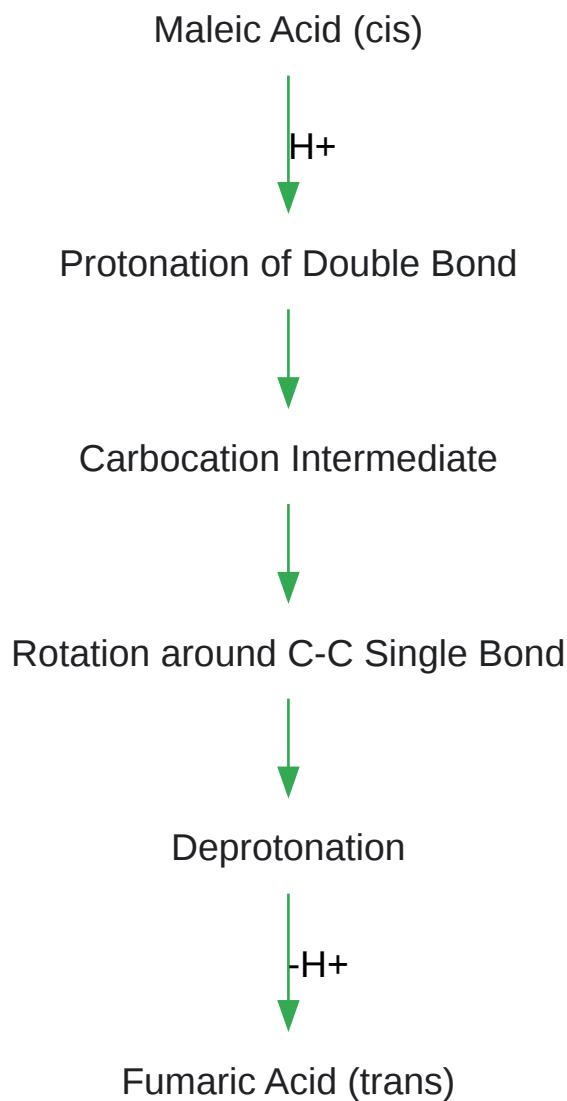 Maleic Acid (cis)
H+
Protonation of Double Bond
Carbocation Intermediate
Rotation around C-C Single Bond
Deprotonation
-H+
Fumaric Acid (trans)